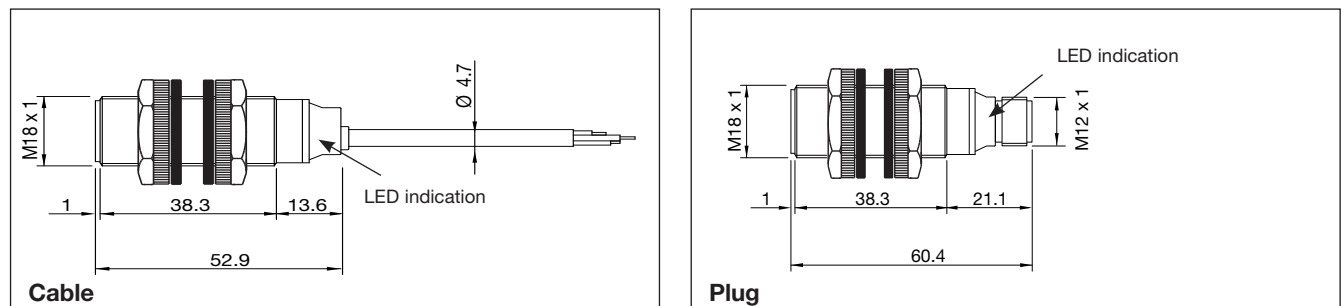 M18 x 1
Ø 4.7
LED indication
1
38.3
13.6
52.9
Cable
LED indication
M18 x 1
M12 x 1
1
38.3
21.1
60.4
Plug